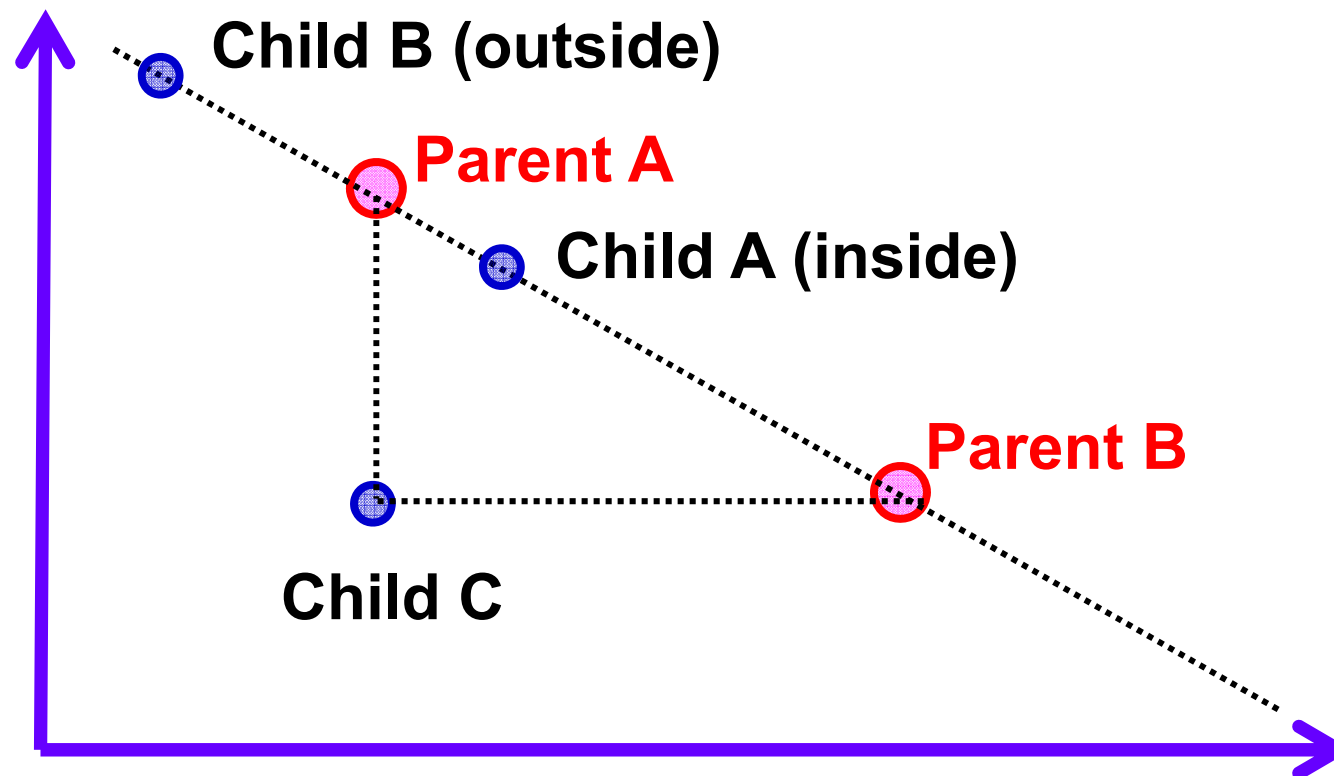 Child B (outside)
Parent A
Child A (inside)
Parent B
Child C